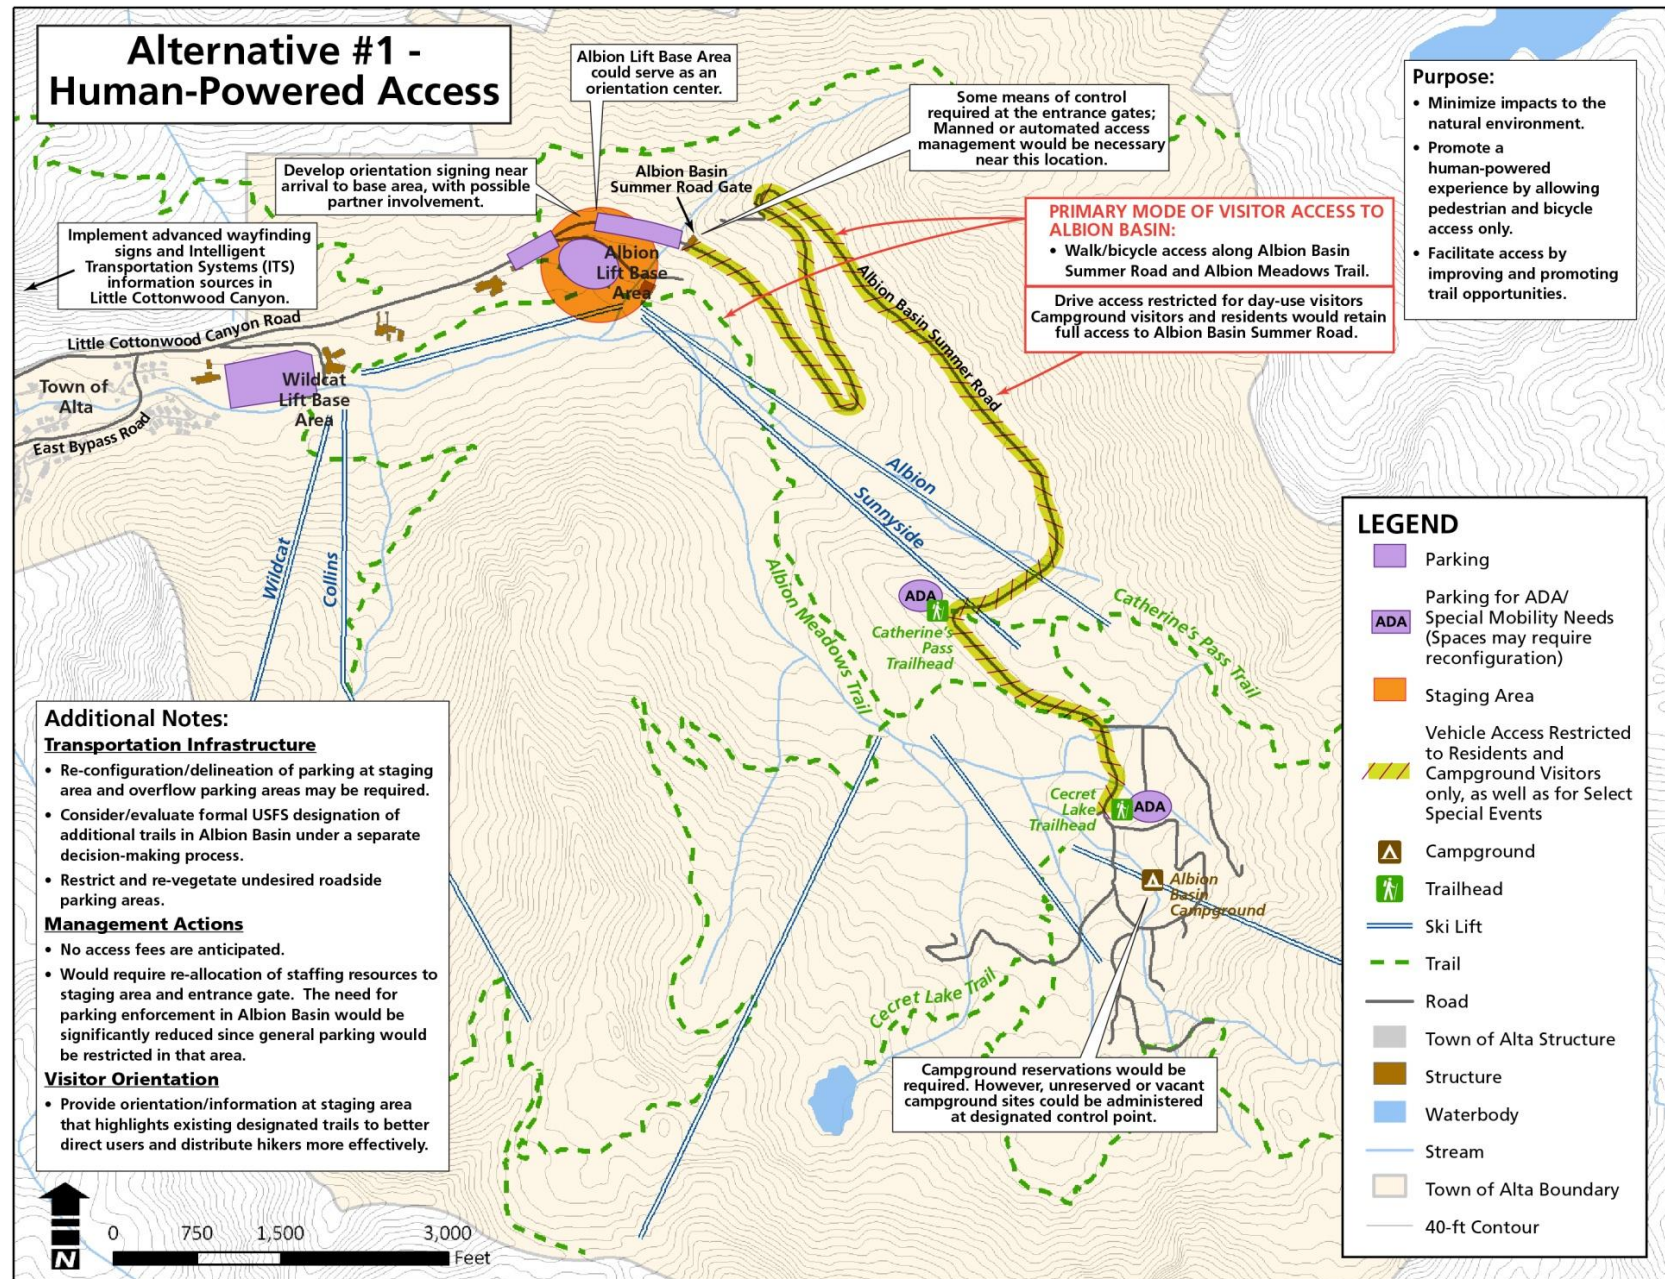 Alternative #1 -
Human-Powered Access
Albion Lift Base Area
could serve as an
orientation center.
Some means of control
required at the entrance gates;
Manned or automated access
management would be necessary
near this location.
Purpose:
• Minimize impacts to the
natural environment.
• Promote a
human-powered
experience by allowing
pedestrian and bicycle
access only.
• Facilitate access by
improving and promoting
trail opportunities.
Develop orientation signing near
arrival to base area, with possible
partner involvement.
Albion Basin
Summer Road Gate
Implement advanced wayfinding
signs and Intelligent
Transportation Systems (ITS)
information sources in
Little Cottonwood Canyon.
PRIMARY MODE OF VISITOR ACCESS TO
ALBION BASIN:
• Walk/bicycle access along Albion Basin
Summer Road and Albion Meadows Trail.
Drive access restricted for day-use visitors
Campground visitors and residents would retain
full access to Albion Basin Summer Road.
Albion
Lift Base
Area
Albion Basin Summer Road
Little Cottonwood Canyon Road
Town of
Alta
Wildcat
Lift Base
Area
East Bypass Road
Albion
Sunnyside
Wildcat
Collins
Albion Meadows Trail
ADA
Catherine's
Pass
Trailhead
Catherine's Pass Trail
Cecret
Lake
Trailhead
ADA
Albion
Basin
Campground
Cecret Lake Trail
Campground reservations would be
required. However, unreserved or vacant
campground sites could be administered
at designated control point.
Additional Notes:
Transportation Infrastructure
• Re-configuration/delineation of parking at staging
area and overflow parking areas may be required.
• Consider/evaluate formal USFS designation of
additional trails in Albion Basin under a separate
decision-making process.
• Restrict and re-vegetate undesired roadside
parking areas.
Management Actions
• No access fees are anticipated.
• Would require re-allocation of staffing resources to
staging area and entrance gate. The need for
parking enforcement in Albion Basin would be
significantly reduced since general parking would
be restricted in that area.
Visitor Orientation
• Provide orientation/information at staging area
that highlights existing designated trails to better
direct users and distribute hikers more effectively.
N
0 750 1,500 3,000
Feet
LEGEND
Parking
ADA
Parking for ADA/
Special Mobility Needs
(Spaces may require
reconfiguration)
Staging Area
Vehicle Access Restricted
to Residents and
Campground Visitors
only, as well as for Select
Special Events
Campground
Trailhead
Ski Lift
Trail
Road
Town of Alta Structure
Structure
Waterbody
Stream
Town of Alta Boundary
40-ft Contour